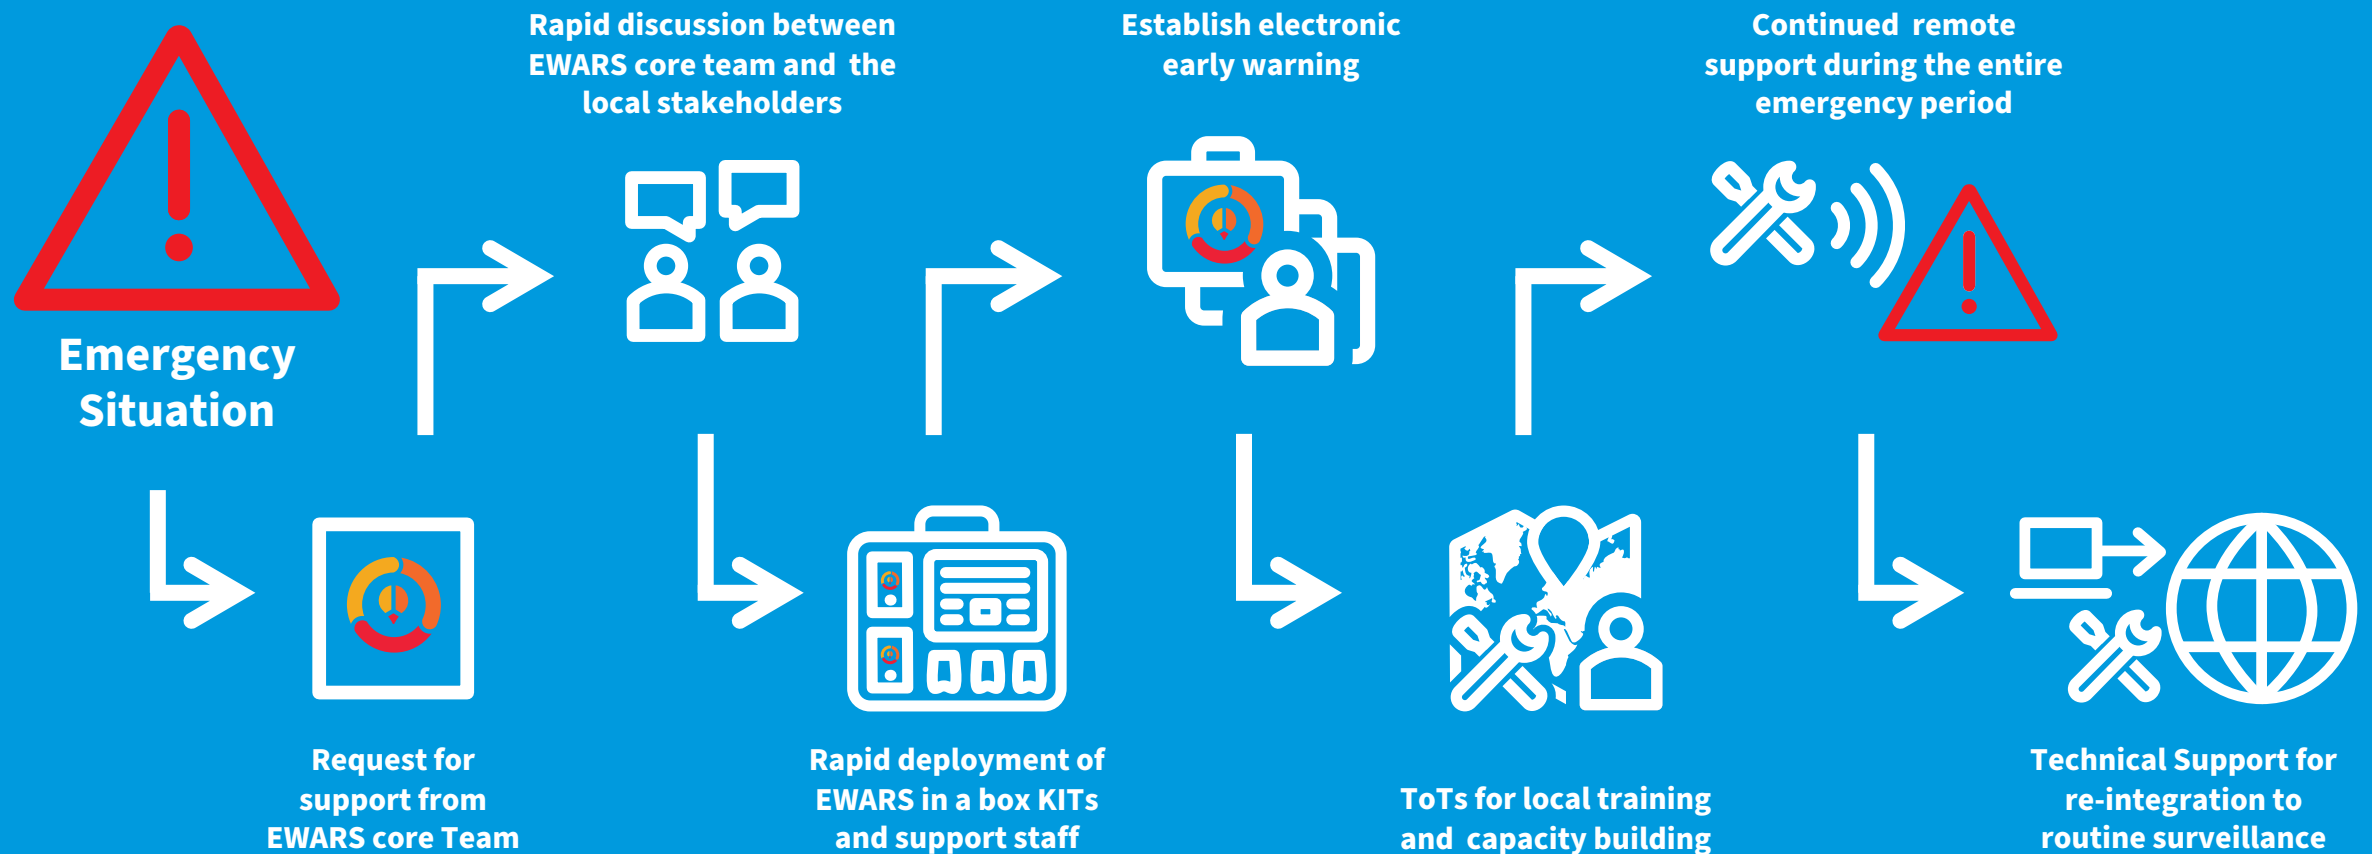 Emergency
Situation
Request for
support from
EWARS core Team
Rapid discussion between
EWARS core team and the
local stakeholders
Rapid deployment of
EWARS in a box KITs
and support staff
Establish electronic
early warning
ToTs for local training
and capacity building
Continued remote
support during the entire
emergency period
Technical Support for
re-integration to
routine surveillance